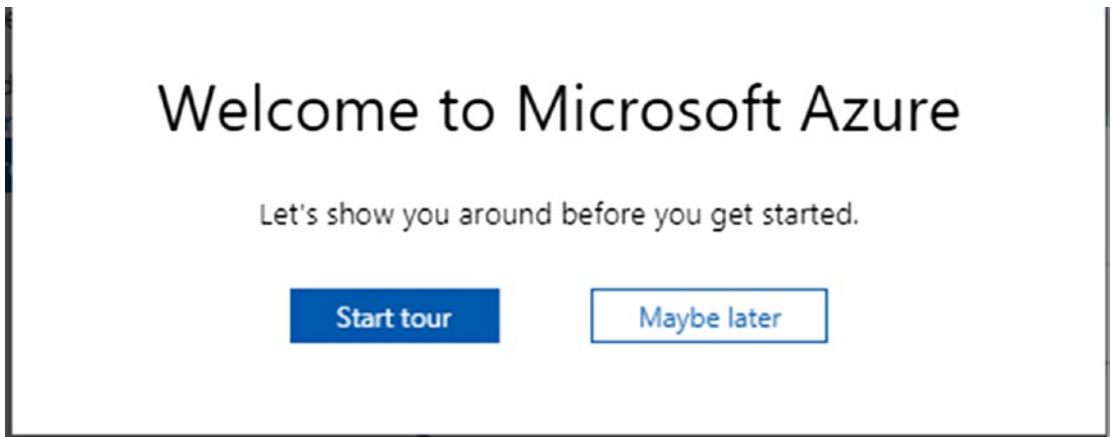 Welcome to Microsoft Azure
Let's show you around before you get started.
Start tour
Maybe later